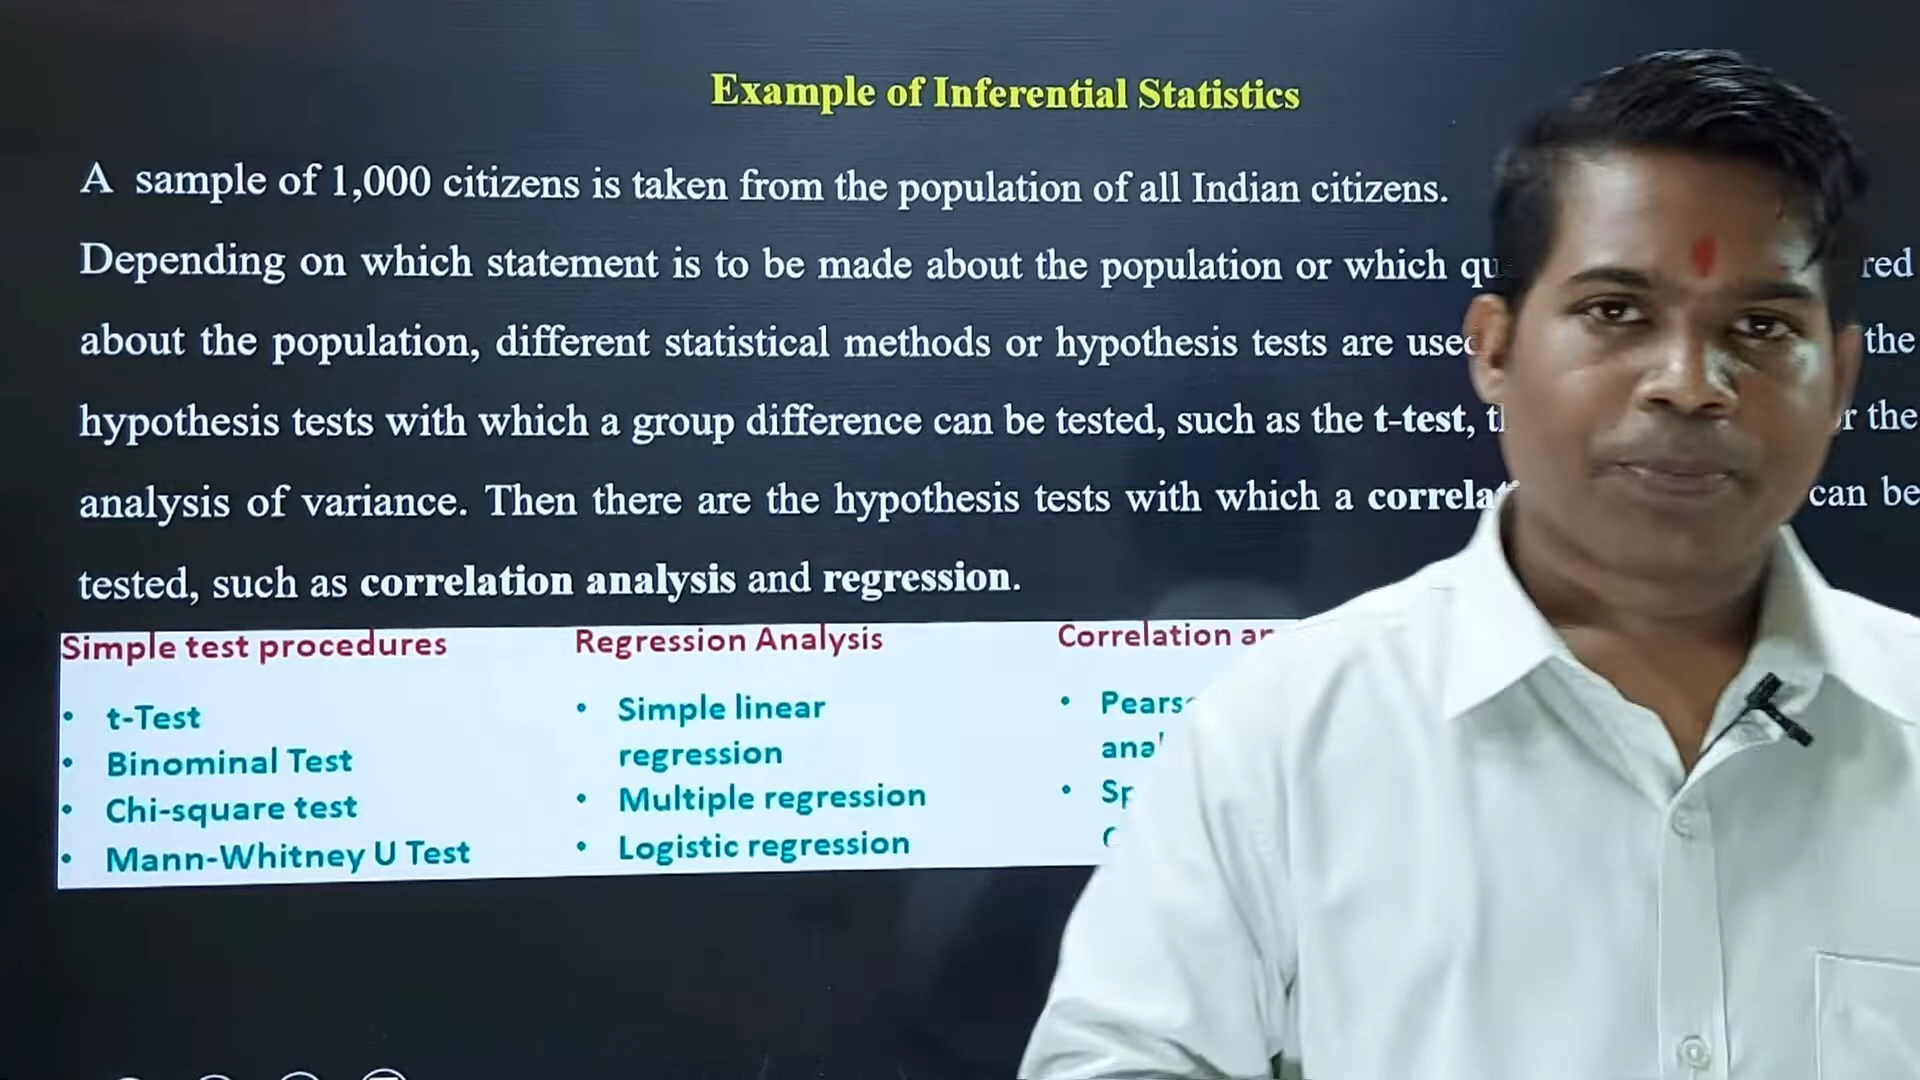 Example of Inferential Statistics
A sample of 1,000 citizens is taken from the population of all Indian citizens.
Depending on which statement is to be made about the population or which red
about the population, different statistical methods or hypothesis tests are used the
hypothesis tests with which a group difference can be tested, such as the t-test, the
analysis of variance. Then there are the hypothesis tests with which a can be
tested, such as correlation analysis and regression.
Simple test procedures
• t-Test
• Binominal Test
• Chi-square test
• Mann-Whitney U Test
Regression Analysis
• Simple linear
regression
• Multiple regression
• Logistic regression
Correlation